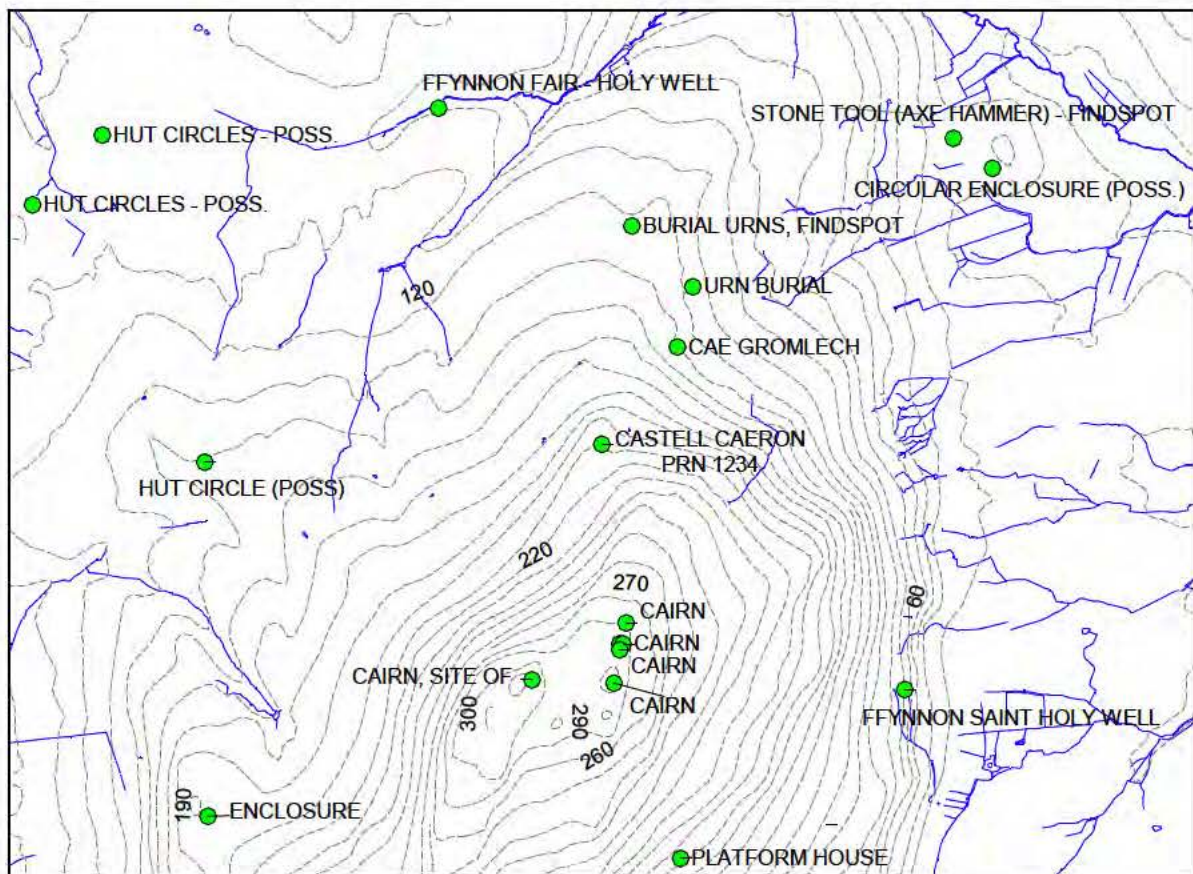 FFYNNON FAIR - HOLY WELL
STONE TOOL (AXE HAMMER) - FINDSPOT
HUT CIRCLES - POSS.
CIRCULAR ENCLOSURE (POSS.)
HUT CIRCLES - POSS.
BURIAL URNS, FINDSPOT
URN BURIAL
120
CAE GROMLECH
CASTELL CAERON
PRN 1234
HUT CIRCLE (POSS)
220
270
60
CAIRN
CAIRN
CAIRN
CAIRN, SITE OF
CAIRN
FFYNNON SAINT HOLY WELL
300
290
260
190
ENCLOSURE
PLATFORM HOUSE